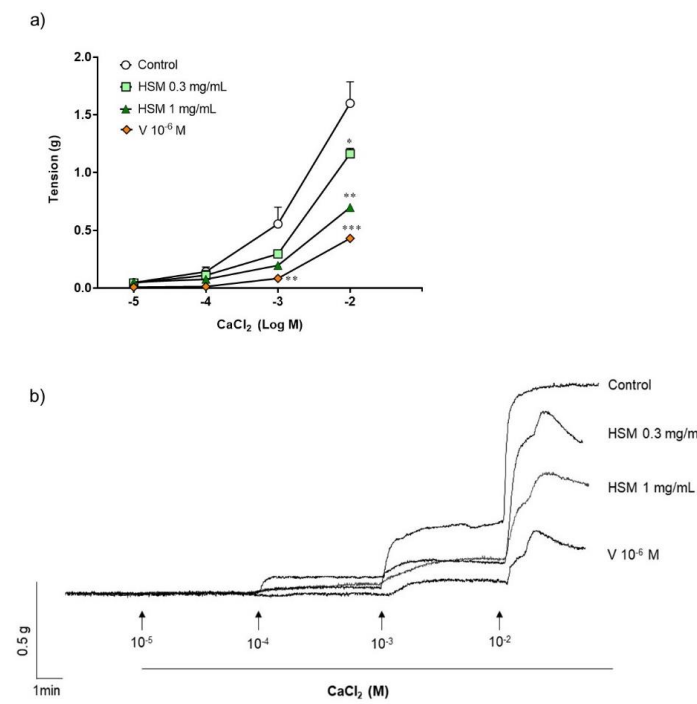 a)
2.0
1.5
1.0
0.5
0.0
Tension (g)
Control
HSM 0.3 mg/mL
HSM 1 mg/mL
V 10⁻⁶ M
*
**
***
**
-5 -4 -3 -2
CaCl₂ (Log M)
b)
Control
HSM 0.3 mg/m
HSM 1 mg/mL
V 10⁻⁶ M
0.5 g
1min
10⁻⁵ 10⁻⁴ 10⁻³ 10⁻²
CaCl₂ (M)